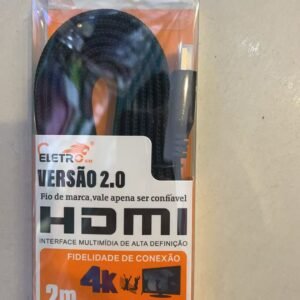 ELETRO
VERSÃO 2.0
Fio de marca,vale apena ser confiavel
HDMI
INTERFACE MULTIMÍDIA DE ALTA DEFINIÇÃO
FIDELIDADE DE CONEXÃO
4k
2m